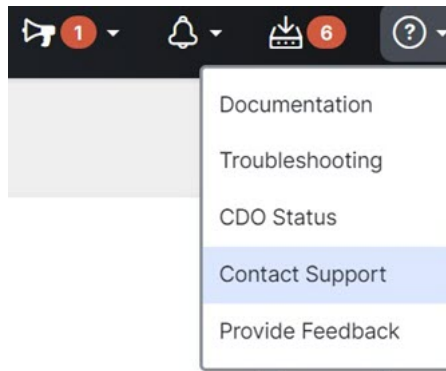 1 6 ?
Documentation
Troubleshooting
CDO Status
Contact Support
Provide Feedback